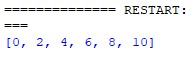 ============== RESTART:
===
[0, 2, 4, 6, 8, 10]